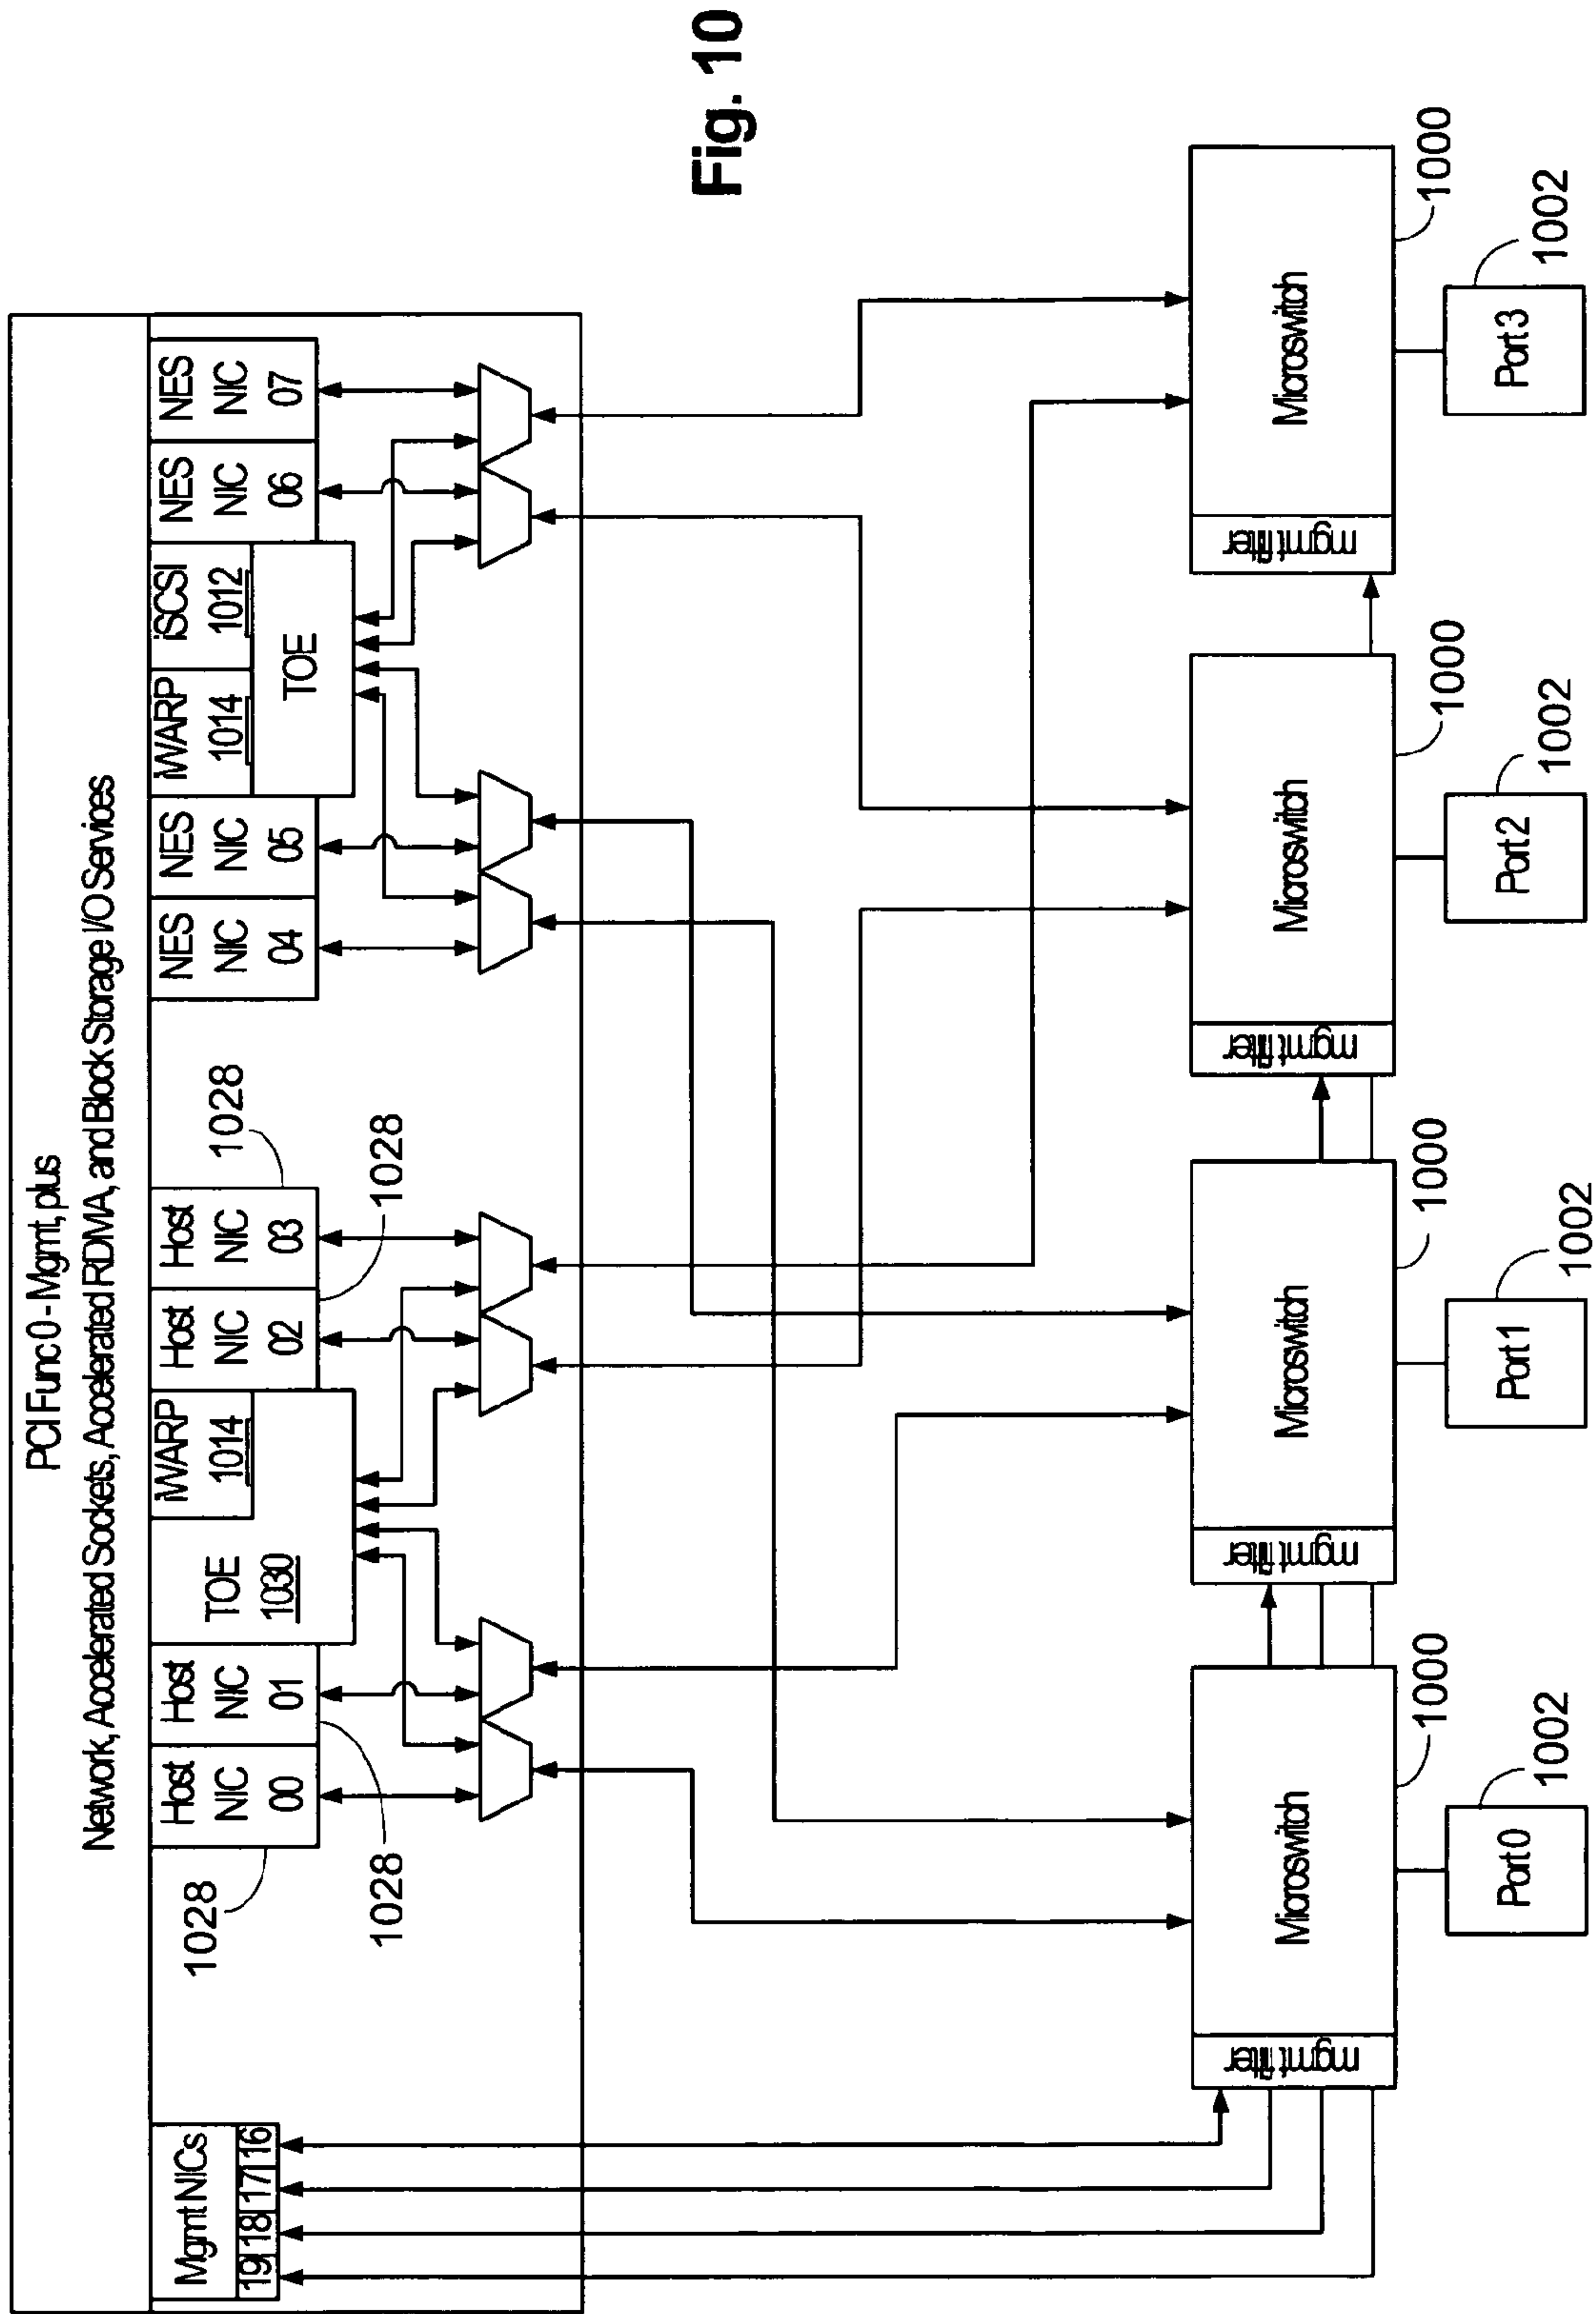 PCI Func 0 - Mgmt, plus
Network, Accelerated Sockets, Accelerated RDMA, and Block Storage I/O Services
Mgmt NICs
19
18
17
16
Host
NIC
00
Host
NIC
01
TOE
1030
iWARP
1014
Host
NIC
02
Host
NIC
03
NES
NIC
04
NES
NIC
05
iWARP
1014
iSCSI
1012
TOE
NES
NIC
06
NES
NIC
07
1028
1028
1028
1028
Fig. 10
mgmt filter
Microswitch
1000
mgmt filter
Microswitch
1000
mgmt filter
Microswitch
1000
mgmt filter
Microswitch
1000
Port 0
1002
Port 1
1002
Port 2
1002
Port 3
1002